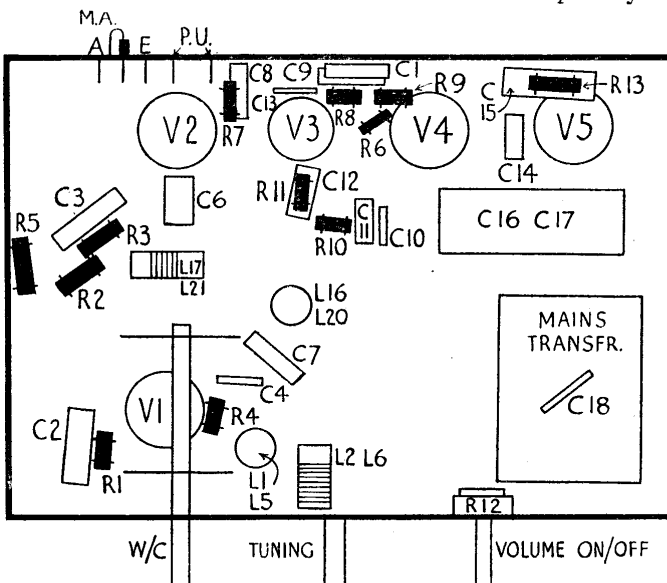 M.A.
A E P.U.
C8 C9 C1
R9
C13
R7 R8 R6
C15 R13
V2 V3 V4 V5
C14
C3 C6 R11 C12
R5 R3 R10 C11 C10
C16 C17
R2 L17
L21
L16
L20
MAINS
TRANSFR.
C7
C4
C18
V1
C2 R4
R1
L1
L5
L2 L6
R12
W/C TUNING VOLUME ON/OFF